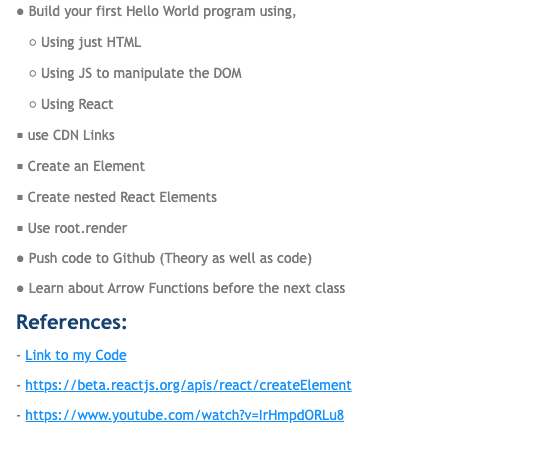 ● Build your first Hello World program using,
○ Using just HTML
○ Using JS to manipulate the DOM
○ Using React
■ use CDN Links
■ Create an Element
■ Create nested React Elements
■ Use root.render
● Push code to Github (Theory as well as code)
● Learn about Arrow Functions before the next class
References:
- Link to my Code
- https://beta.reactjs.org/apis/react/createElement
- https://www.youtube.com/watch?v=IrHmpdORLu8